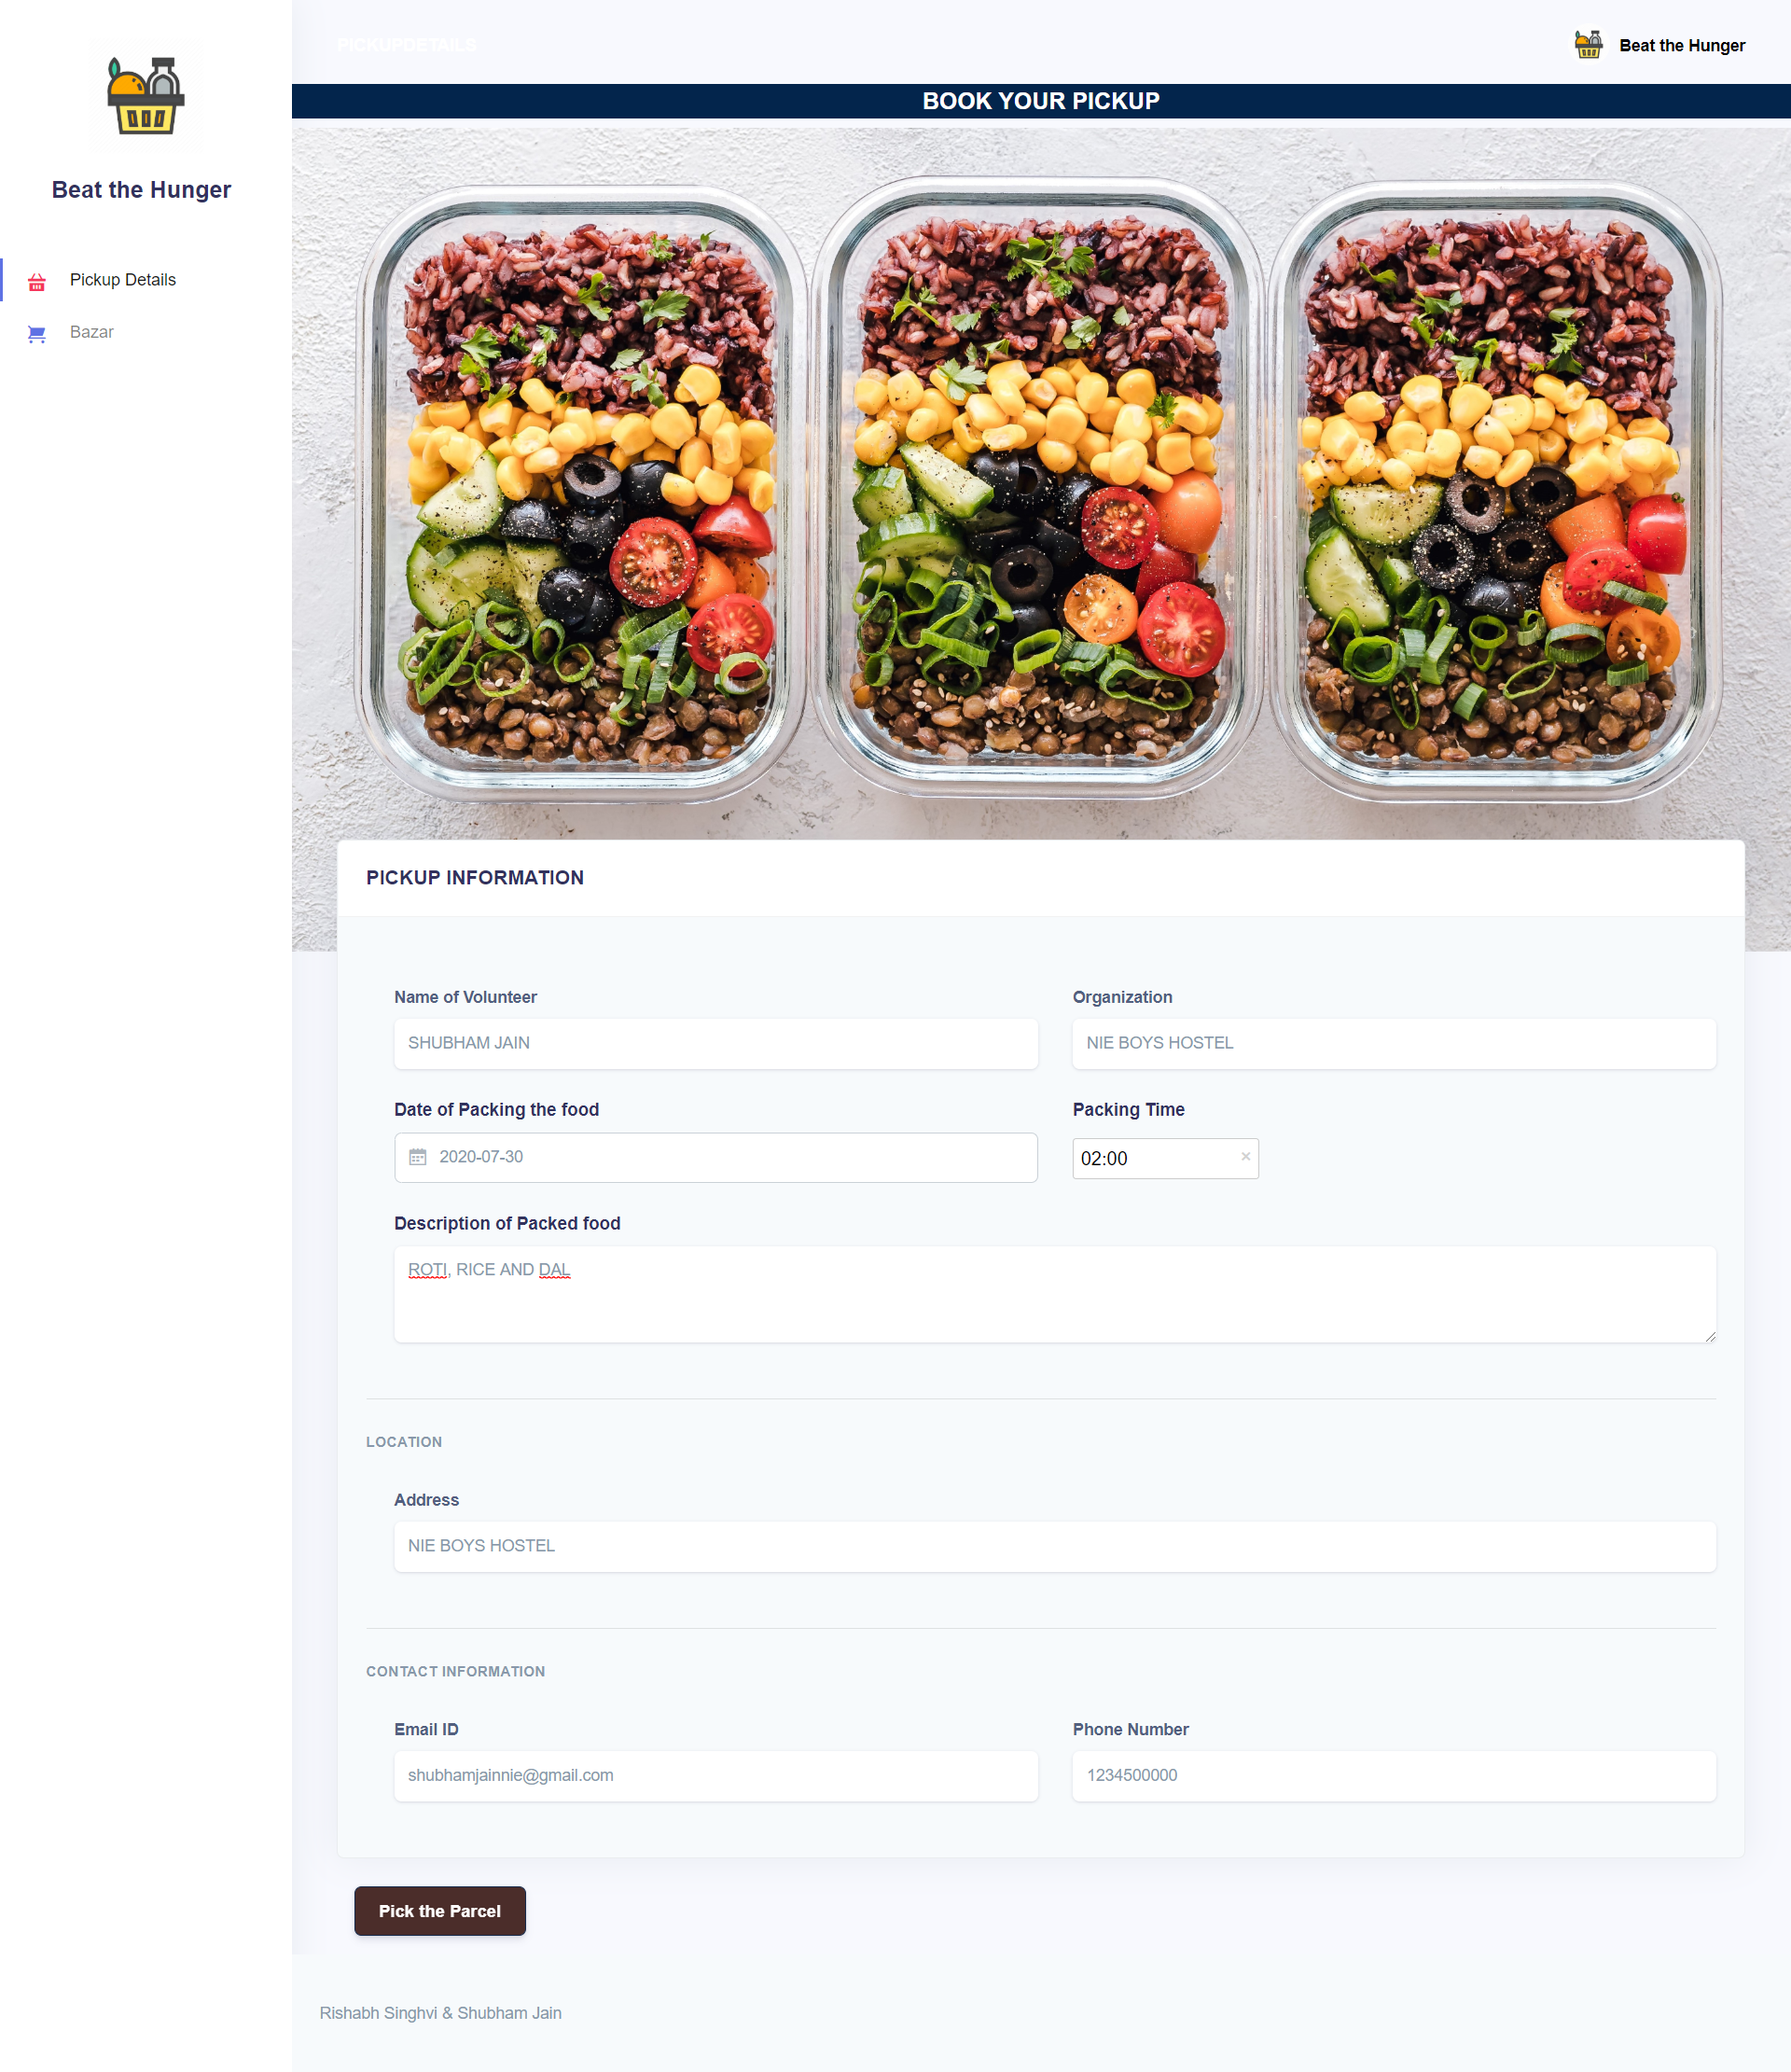 PICKUPDETAILS
Beat the Hunger
BOOK YOUR PICKUP
Beat the Hunger
Pickup Details
Bazar
PICKUP INFORMATION
Name of Volunteer
Organization
SHUBHAM JAIN
NIE BOYS HOSTEL
Date of Packing the food
Packing Time
2020-07-30
02:00
×
Description of Packed food
ROTI, RICE AND DAL
LOCATION
Address
NIE BOYS HOSTEL
CONTACT INFORMATION
Email ID
Phone Number
shubhamjainnie@gmail.com
1234500000
Pick the Parcel
Rishabh Singhvi & Shubham Jain